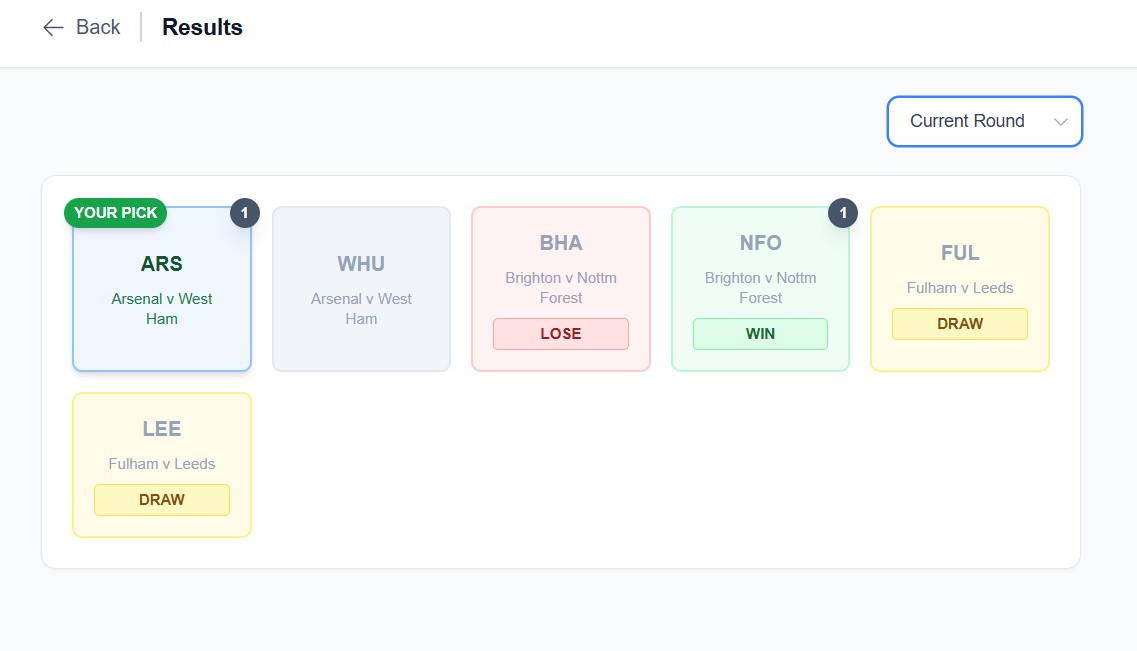 Back
Results
Current Round
YOUR PICK
1
ARS
Arsenal v West
Ham
WHU
Arsenal v West
Ham
BHA
Brighton v Nottm
Forest
LOSE
1
NFO
Brighton v Nottm
Forest
WIN
FUL
Fulham v Leeds
DRAW
LEE
Fulham v Leeds
DRAW